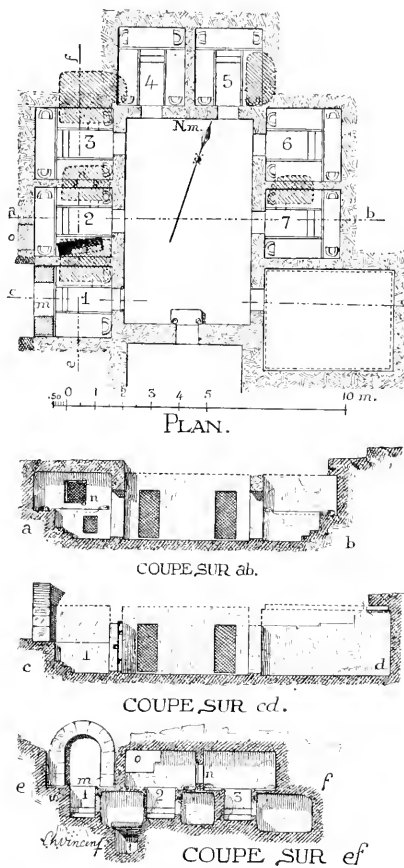 f
4 5
N.m.
3 6
a 2 7 b
o
c m 1
e
.50 0 1 2 3 4 5 10 m.
PLAN.
n
a b
COUPE SUR ab.
1
c d
COUPE SUR cd.
o
e m n f
1 2 3
COUPE SUR ef